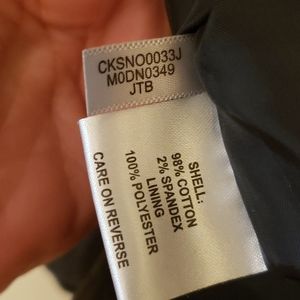 CKSNO0033J
M0DN0349
JTB
SHELL:
98% COTTON
2% SPANDEX
LINING
100% POLYESTER
CARE ON REVERSE